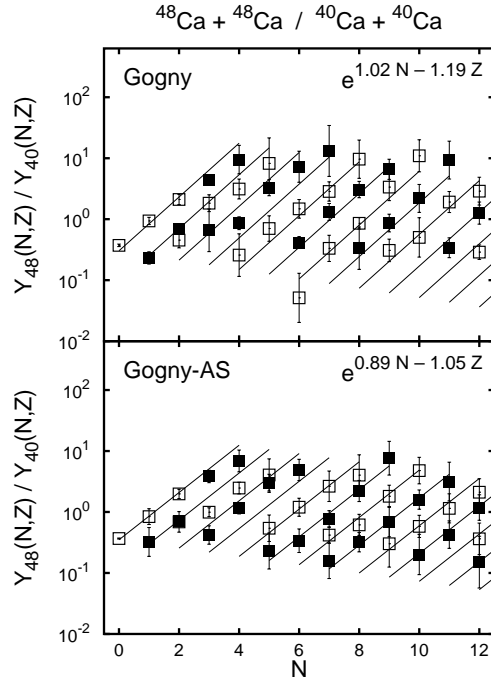 ⁴⁸Ca + ⁴⁸Ca / ⁴⁰Ca + ⁴⁰Ca
Gogny
e^{1.02 N – 1.19 Z}
Y₄₈(N,Z) / Y₄₀(N,Z)
10²
10¹
10⁰
10⁻¹
10⁻²
Gogny-AS
e^{0.89 N – 1.05 Z}
Y₄₈(N,Z) / Y₄₀(N,Z)
10²
10¹
10⁰
10⁻¹
10⁻²
0 2 4 6 8 10 12
N